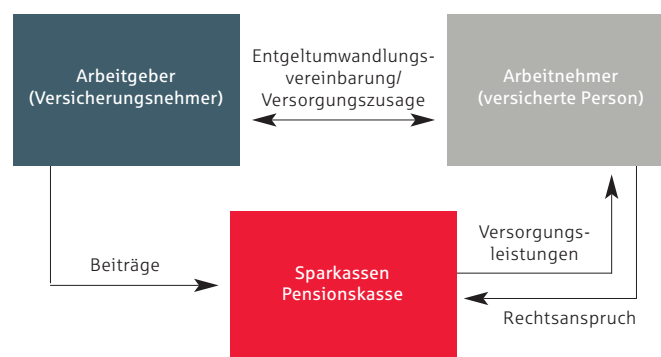 Arbeitgeber
(Versicherungsnehmer)
Entgeltumwandlungs-
vereinbarung/
Versorgungszusage
Arbeitnehmer
(versicherte Person)
Beiträge
Sparkassen
Pensionskasse
Versorgungs-
leistungen
Rechtsanspruch